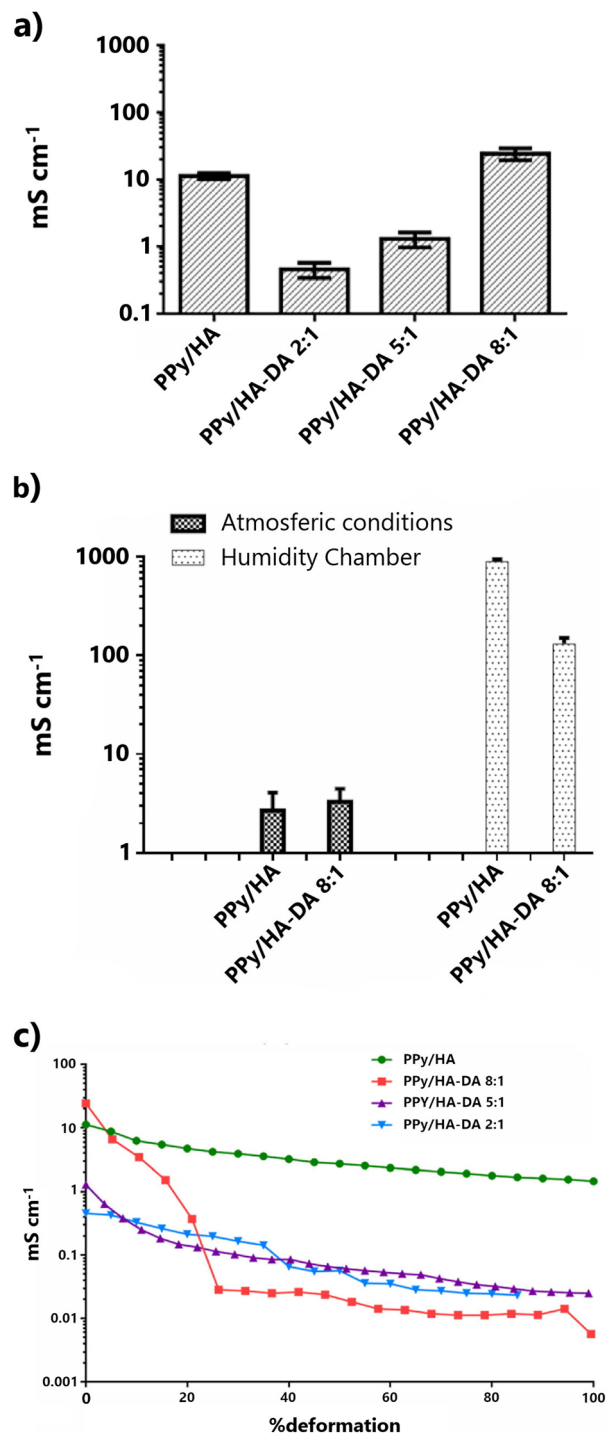 a)
1000
100
10
1
0.1
mS cm⁻¹
PPy/HA
PPy/HA-DA 2:1
PPy/HA-DA 5:1
PPy/HA-DA 8:1
b)
Atmosferic conditions
Humidity Chamber
1000
100
10
1
mS cm⁻¹
PPy/HA
PPy/HA-DA 8:1
PPy/HA
PPy/HA-DA 8:1
c)
PPy/HA
PPy/HA-DA 8:1
PPY/HA-DA 5:1
PPy/HA-DA 2:1
100
10
1
0.1
0.01
0.001
mS cm⁻¹
0 20 40 60 80 100
%deformation